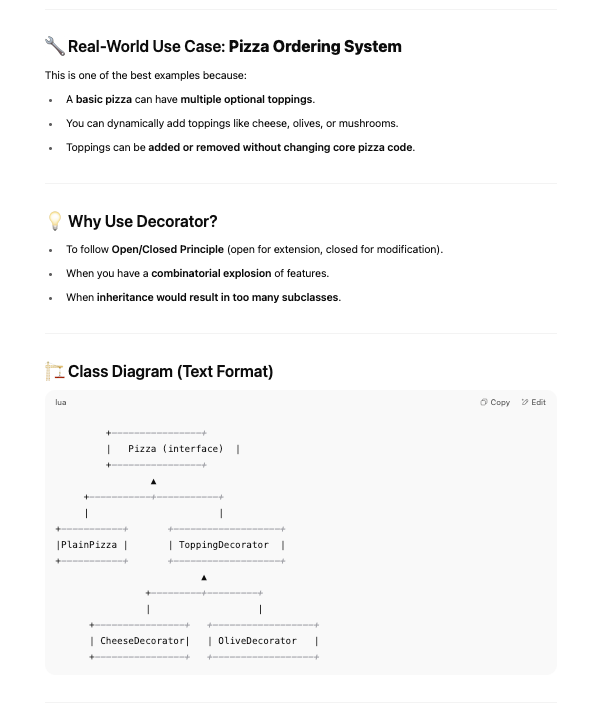 🔧 Real-World Use Case: Pizza Ordering System
This is one of the best examples because:
• A basic pizza can have multiple optional toppings.
• You can dynamically add toppings like cheese, olives, or mushrooms.
• Toppings can be added or removed without changing core pizza code.
💡 Why Use Decorator?
• To follow Open/Closed Principle (open for extension, closed for modification).
• When you have a combinatorial explosion of features.
• When inheritance would result in too many subclasses.
🏗️ Class Diagram (Text Format)
lua Copy Edit
+----------------+
|   Pizza (interface)  |
+----------------+
▲
+-----------+-----------+
|                       |
+-----------+       +-------------------+
|PlainPizza |       | ToppingDecorator  |
+-----------+       +-------------------+
▲
+---------+----------+
|                   |
+----------------+   +------------------+
| CheeseDecorator|   | OliveDecorator   |
+----------------+   +------------------+